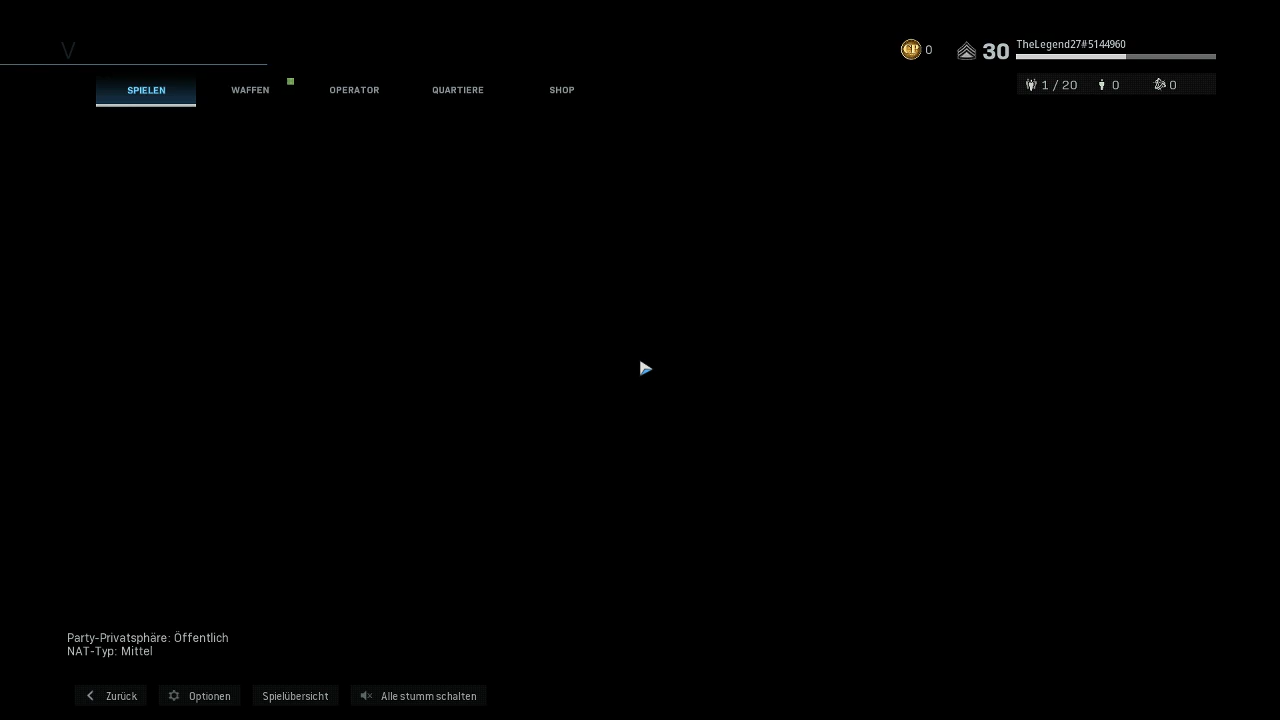 V
CP 0
30
TheLegend27#5144960
SPIELEN
WAFFEN
OPERATOR
QUARTIERE
SHOP
1 / 20
0
0
Party-Privatsphäre: Öffentlich
NAT-Typ: Mittel
Zurück
Optionen
Spielübersicht
Alle stumm schalten